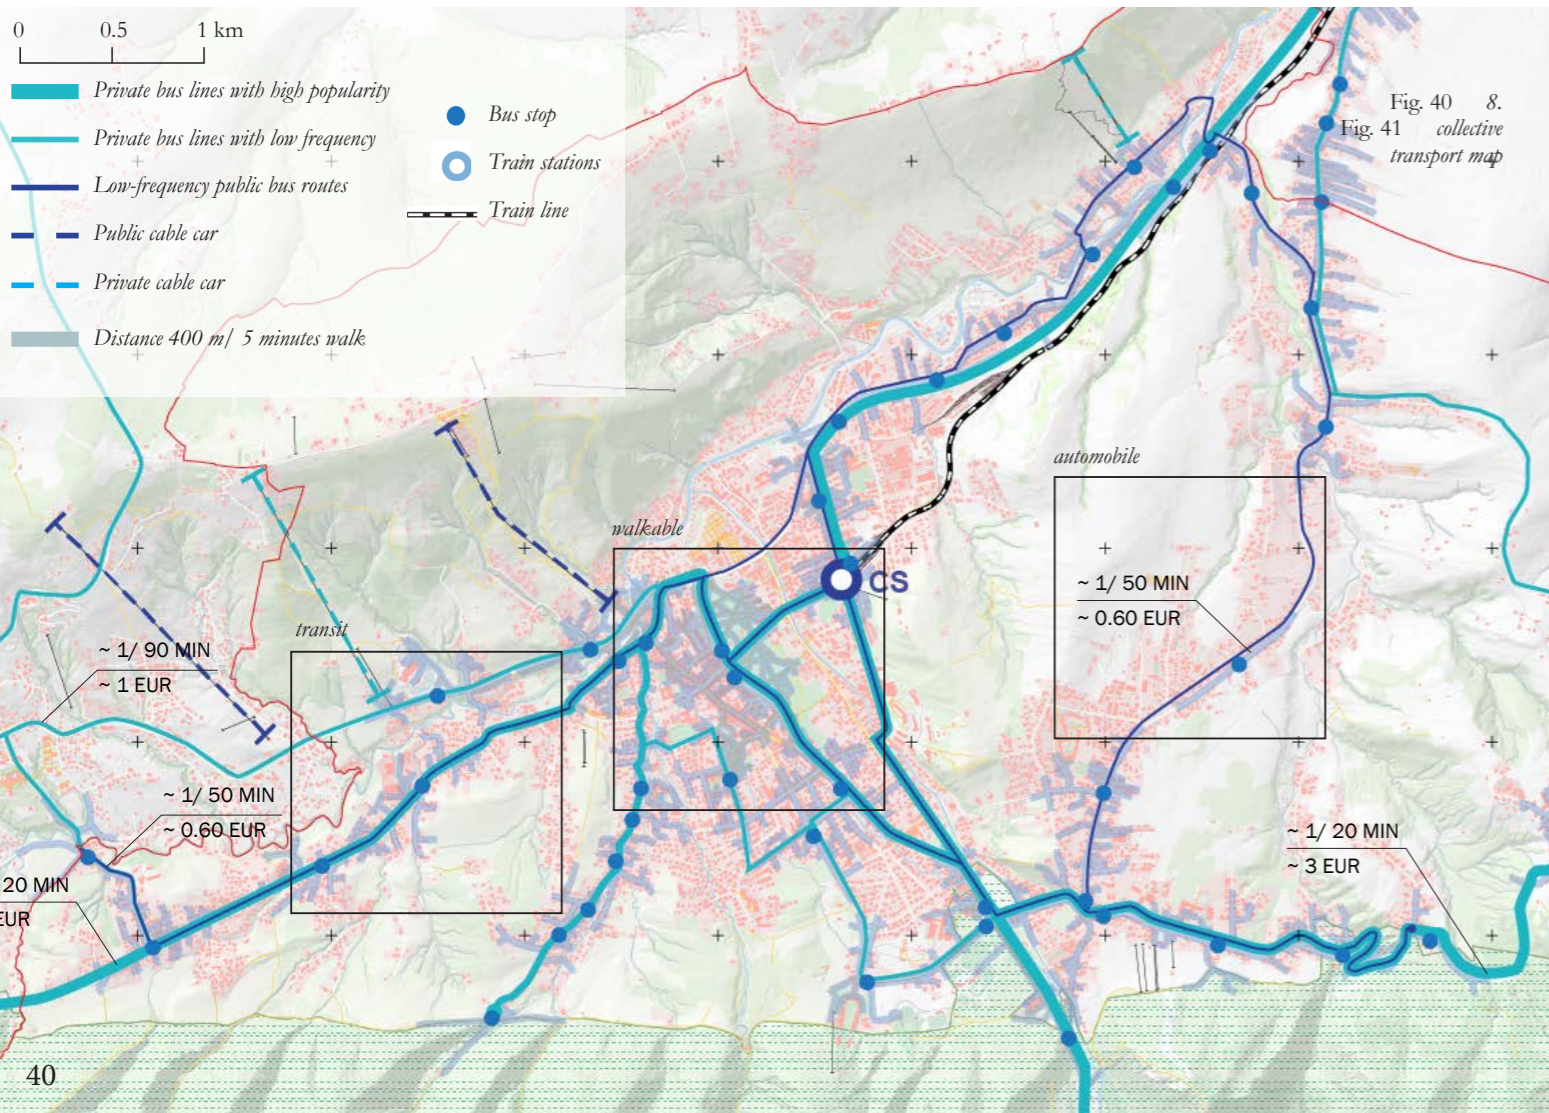 0 0.5 1 km
Private bus lines with high popularity
Private bus lines with low frequency
Low-frequency public bus routes
Public cable car
Private cable car
Distance 400 m/ 5 minutes walk
Bus stop
Train stations
Train line
Fig. 40 8.
Fig. 41 collective
transport map
automobile
walkable
transit
CS
~ 1/ 50 MIN
~ 0.60 EUR
~ 1/ 90 MIN
~ 1 EUR
~ 1/ 50 MIN
~ 0.60 EUR
~ 1/ 20 MIN
~ 3 EUR
20 MIN
EUR
40